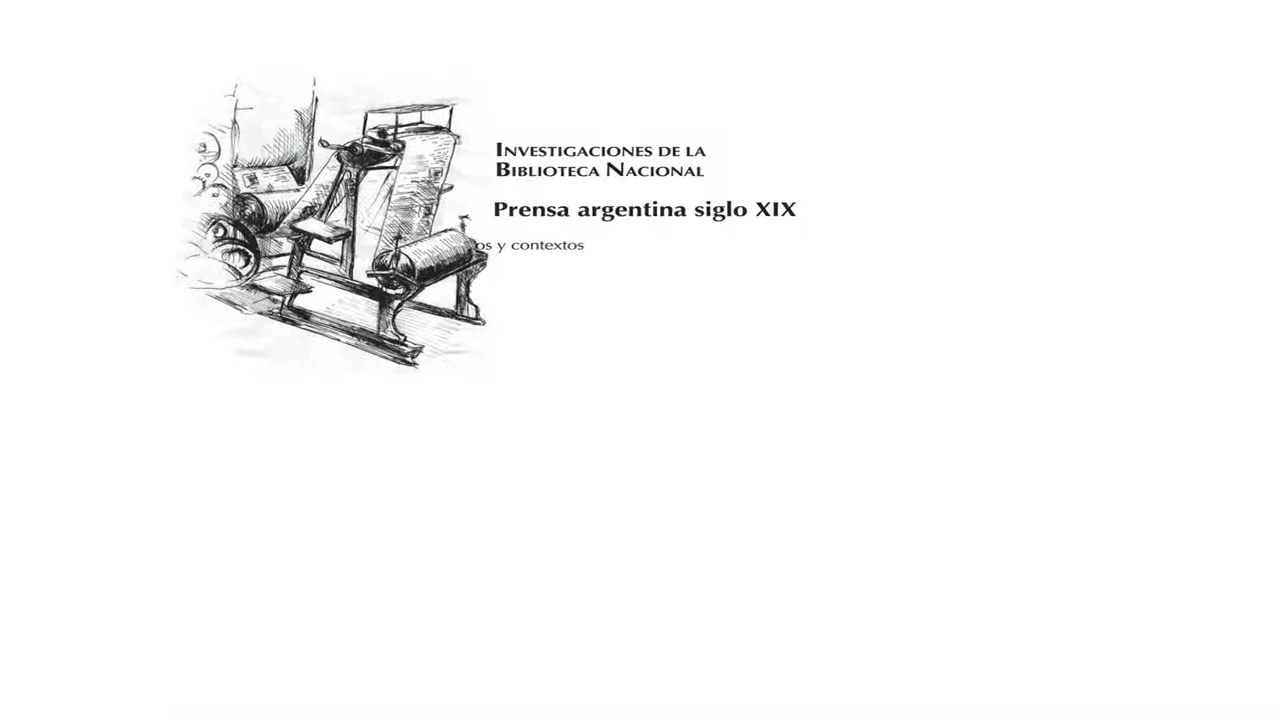 INVESTIGACIONES DE LA
BIBLIOTECA NACIONAL
Prensa argentina siglo XIX
y contextos